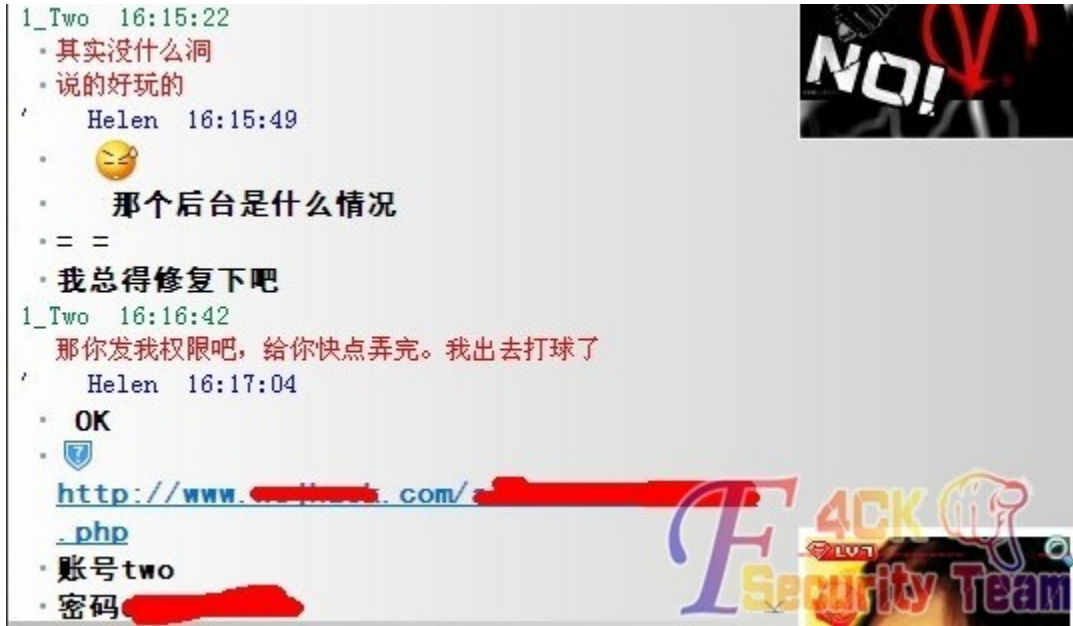 1_Two 16:15:22
其实没什么洞
说的好玩的
Helen 16:15:49
那个后台是什么情况
= =
我总得修复下吧
1_Two 16:16:42
那你发我权限吧，给你快点弄完。我出去打球了
Helen 16:17:04
OK
http://www. .com/
.php
账号two
密码
NO!
LV7
F4CK
Security Team